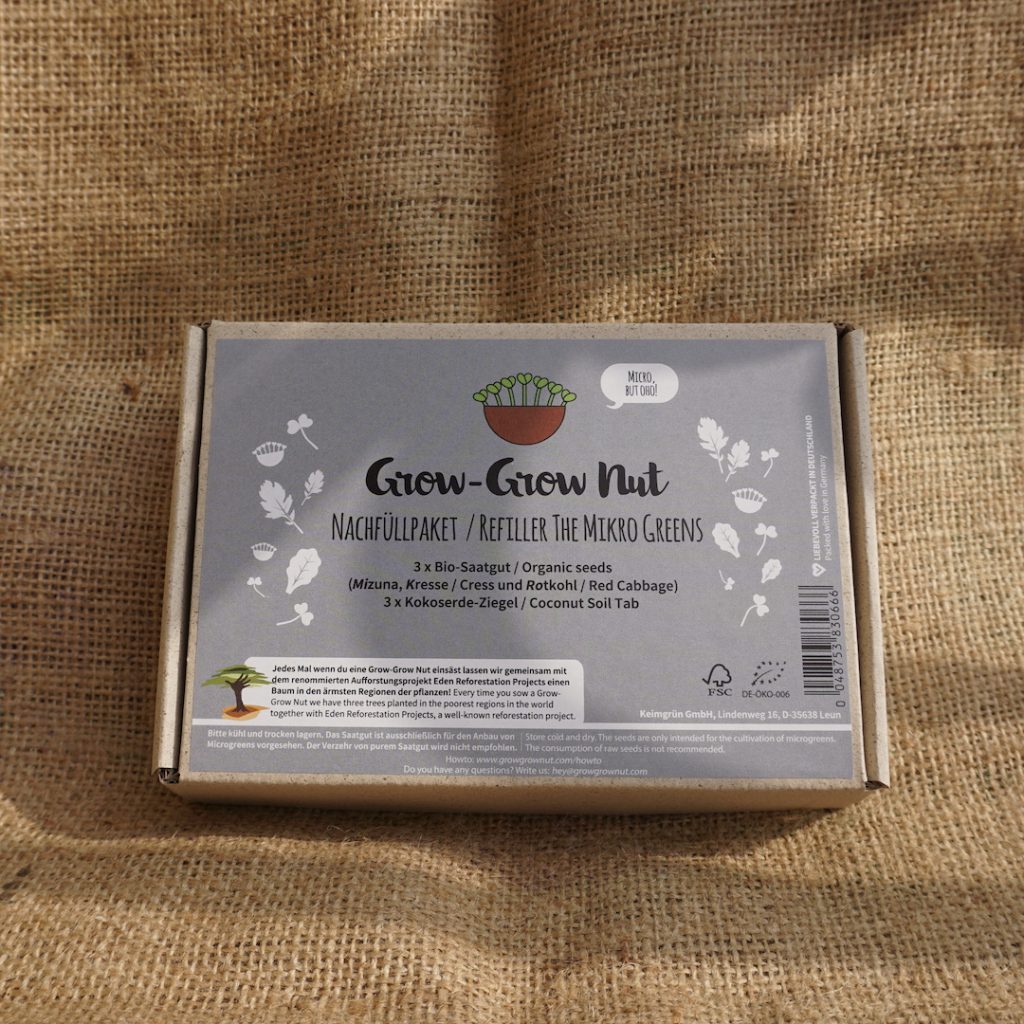 MICRO,
BUT OHO!
Grow-Grow Nut
NACHFÜLLPAKET / REFILLER THE MIKRO GREENS
3 x Bio-Saatgut / Organic seeds
(Mizuna, Kresse / Cress und Rotkohl / Red Cabbage)
3 x Kokoserde-Ziegel / Coconut Soil Tab
LIEBEVOLL VERPACKT IN DEUTSCHLAND
Packed with love in Germany
0 048753 830666
Jedes Mal wenn du eine Grow-Grow Nut einsäst lassen wir gemeinsam mit
dem renommierten Aufforstungsprojekt Eden Reforestation Projects einen
Baum in den ärmsten Regionen der pflanzen! Every time you sow a Grow-
Grow Nut we have three trees planted in the poorest regions in the world
together with Eden Reforestation Projects, a well-known reforestation project.
FSC
DE-ÖKO-006
Keimgrün GmbH, Lindenweg 16, D-35638 Leun
Bitte kühl und trocken lagern. Das Saatgut ist ausschließlich für den Anbau von
Microgreens vorgesehen. Der Verzehr von purem Saatgut wird nicht empfohlen.
Store cold and dry. The seeds are only intended for the cultivation of microgreens.
The consumption of raw seeds is not recommended.
Howto: www.growgrownut.com/howto
Do you have any questions? Write us: hey@growgrownut.com